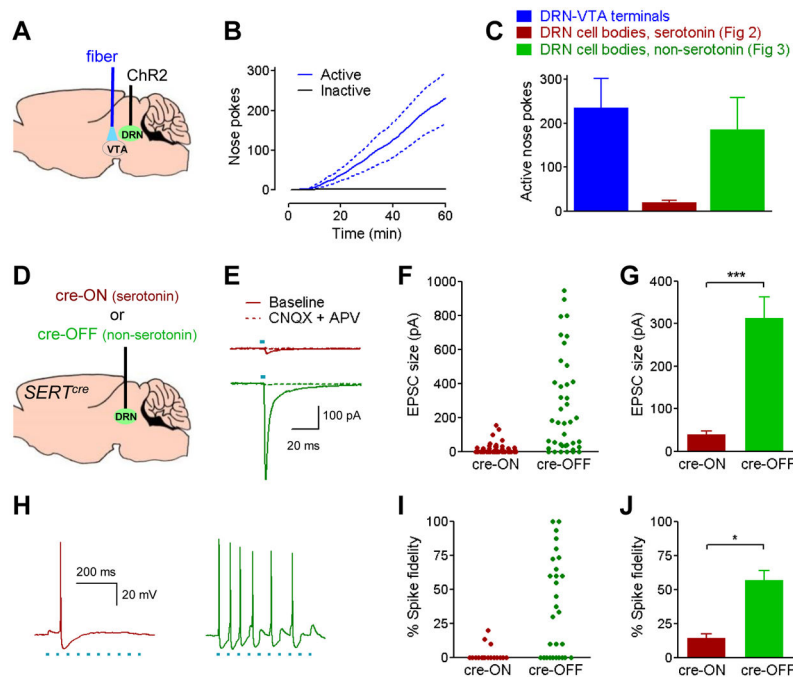 DRN-VTA terminals
DRN cell bodies, serotonin (Fig 2)
DRN cell bodies, non-serotonin (Fig 3)
A
fiber
ChR2
DRN
VTA
B
Active
Inactive
Nose pokes
300
200
100
0
0
20
40
60
Time (min)
C
Active nose pokes
300
200
100
0
D
cre-ON (serotonin)
or
cre-OFF (non-serotonin)
SERTcre
DRN
E
Baseline
CNQX + APV
100 pA
20 ms
F
EPSC size (pA)
1000
800
600
400
200
0
cre-ON
cre-OFF
G
***
EPSC size (pA)
400
300
200
100
0
cre-ON
cre-OFF
H
200 ms
20 mV
I
% Spike fidelity
100
75
50
25
0
cre-ON
cre-OFF
J
*
% Spike fidelity
100
75
50
25
0
cre-ON
cre-OFF